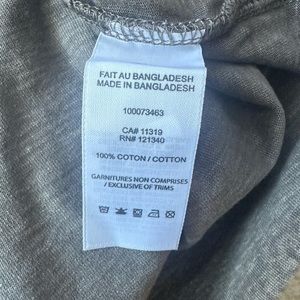 FAIT AU BANGLADESH
MADE IN BANGLADESH
100073463
CA# 11319
RN# 121340
100% COTON / COTTON
GARNITURES NON COMPRISES
/ EXCLUSIVE OF TRIMS